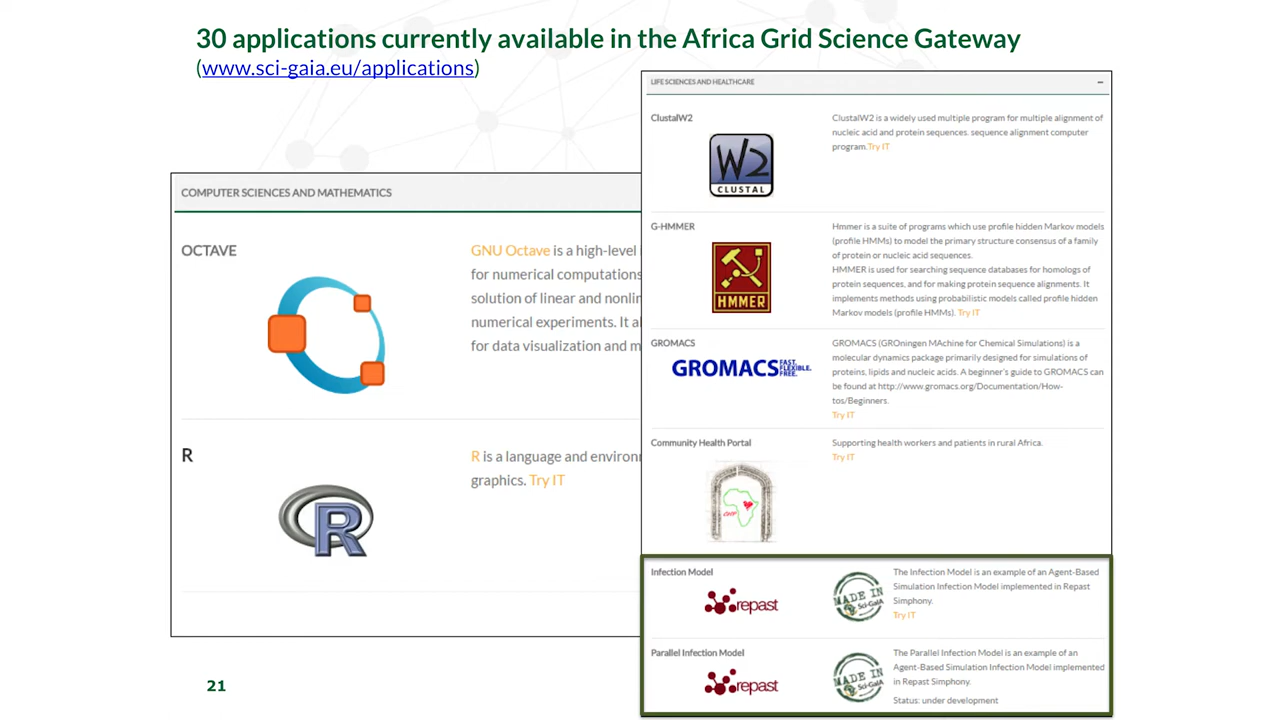 30 applications currently available in the Africa Grid Science Gateway
(www.sci-gaia.eu/applications)
COMPUTER SCIENCES AND MATHEMATICS
OCTAVE
GNU Octave is a high-level
for numerical computations
solution of linear and nonlin
numerical experiments. It al
for data visualization and m
R
R is a language and environm
graphics. Try IT
R
LIFE SCIENCES AND HEALTHCARE
ClustalW2
W2
CLUSTAL
ClustalW2 is a widely used multiple program for multiple alignment of
nucleic acid and protein sequences. sequence alignment computer
program.Try IT
G-HMMER
HMMER
Hmmer is a suite of programs which use profile hidden Markov models
(profile HMMs) to model the primary structure consensus of a family
of protein or nucleic acid sequences.
HMMER is used for searching sequence databases for homologs of
protein sequences, and for making protein sequence alignments. It
implements methods using probabilistic models called profile hidden
Markov models (profile HMMs). Try IT
GROMACS
GROMACS FAST.
FLEXIBLE.
FREE.
GROMACS (GROningen MAchine for Chemical Simulations) is a
molecular dynamics package primarily designed for simulations of
proteins, lipids and nucleic acids. A beginner's guide to GROMACS can
be found at http://www.gromacs.org/Documentation/How-
tos/Beginners.
Try IT
Community Health Portal
CHP
Supporting health workers and patients in rural Africa.
Try IT
Infection Model
repast
MADE IN
Sci-GaIA
The Infection Model is an example of an Agent-Based
Simulation Infection Model implemented in Repast
Simphony.
Try IT
Parallel Infection Model
repast
MADE IN
Sci-GaIA
The Parallel Infection Model is an example of an
Agent-Based Simulation Infection Model implemented
in Repast Simphony.
Status: under development
21